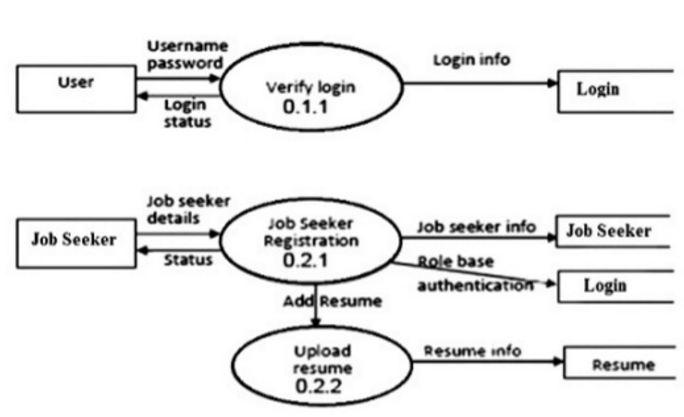 Username
password
Login info
User
Verify login
0.1.1
Login
Login
status
Job seeker
details
Job Seeker
Job Seeker
Registration
0.2.1
Job seeker info
Job Seeker
Status
Role base
authentication
Login
Add Resume
Upload
resume
0.2.2
Resume info
Resume